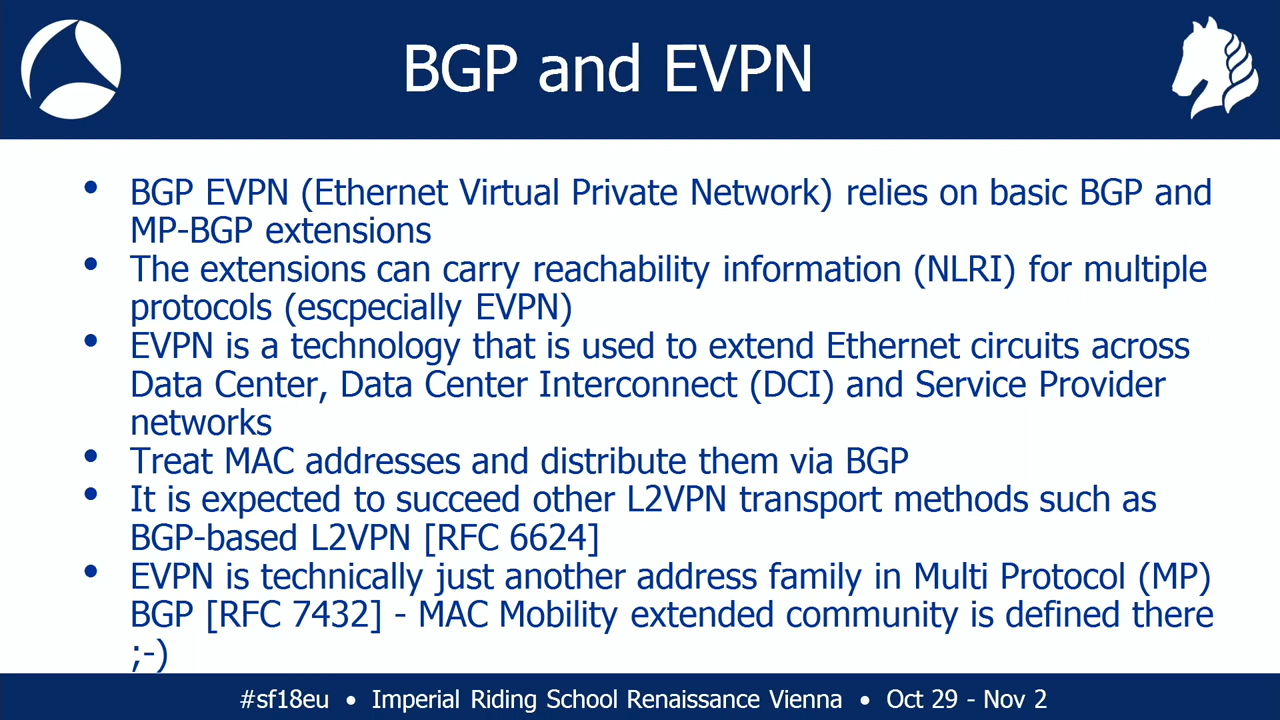 BGP and EVPN
• BGP EVPN (Ethernet Virtual Private Network) relies on basic BGP and
MP-BGP extensions
• The extensions can carry reachability information (NLRI) for multiple
protocols (escpecially EVPN)
• EVPN is a technology that is used to extend Ethernet circuits across
Data Center, Data Center Interconnect (DCI) and Service Provider
networks
• Treat MAC addresses and distribute them via BGP
• It is expected to succeed other L2VPN transport methods such as
BGP-based L2VPN [RFC 6624]
• EVPN is technically just another address family in Multi Protocol (MP)
BGP [RFC 7432] - MAC Mobility extended community is defined there
;-)
#sf18eu • Imperial Riding School Renaissance Vienna • Oct 29 - Nov 2